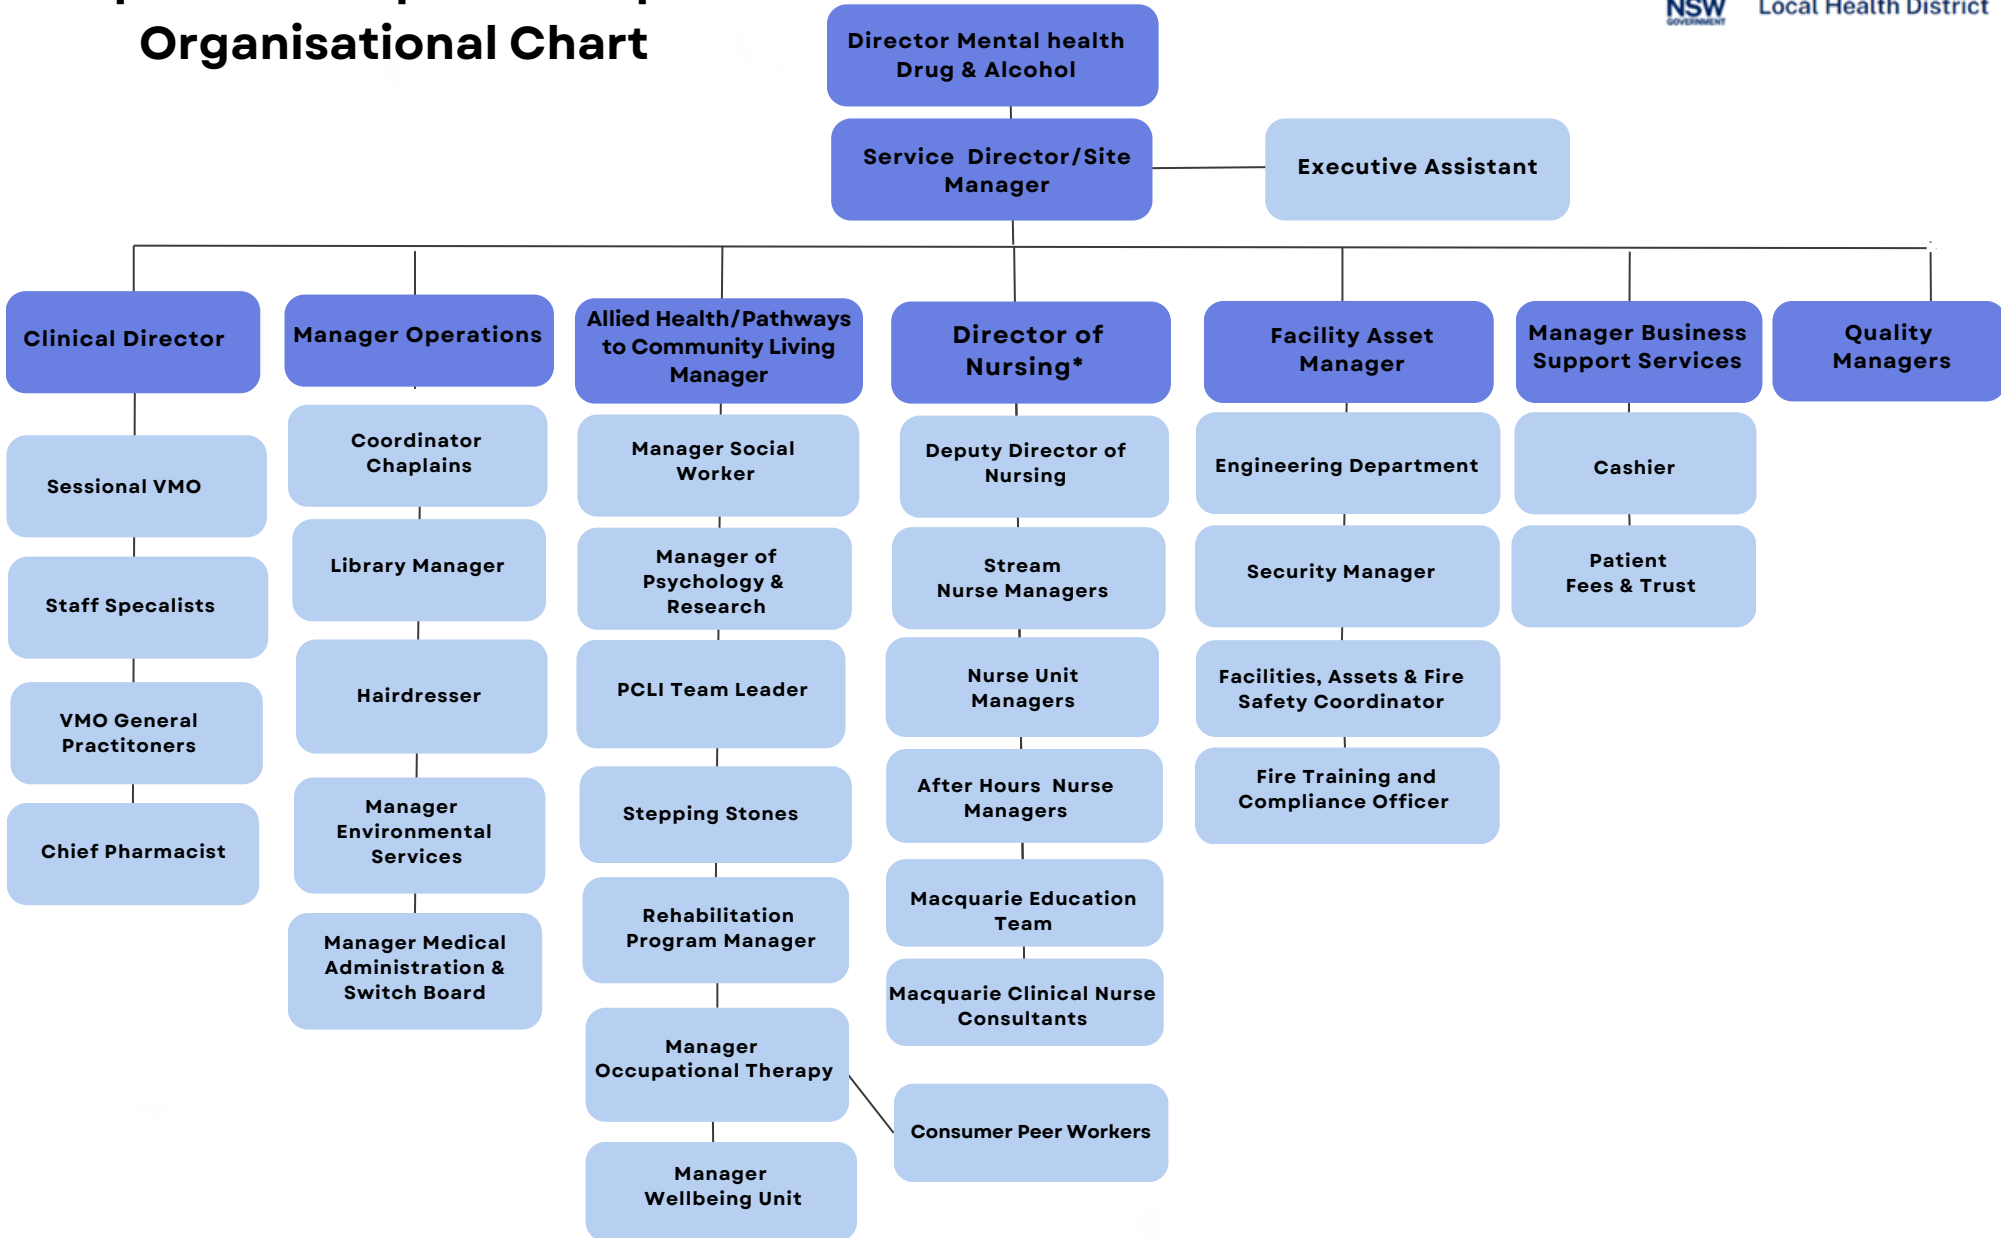 Organisational Chart
NSW
GOVERNMENT
Local Health District
Director Mental health
Drug & Alcohol
Service Director/Site
Manager
Executive Assistant
Clinical Director
Manager Operations
Allied Health/Pathways
to Community Living
Manager
Director of
Nursing*
Facility Asset
Manager
Manager Business
Support Services
Quality
Managers
Sessional VMO
Staff Specalists
VMO General
Practitoners
Chief Pharmacist
Coordinator
Chaplains
Library Manager
Hairdresser
Manager
Environmental
Services
Manager Medical
Administration &
Switch Board
Manager Social
Worker
Manager of
Psychology &
Research
PCLI Team Leader
Stepping Stones
Rehabilitation
Program Manager
Manager
Occupational Therapy
Manager
Wellbeing Unit
Deputy Director of
Nursing
Stream
Nurse Managers
Nurse Unit
Managers
After Hours Nurse
Managers
Macquarie Education
Team
Macquarie Clinical Nurse
Consultants
Consumer Peer Workers
Engineering Department
Security Manager
Facilities, Assets & Fire
Safety Coordinator
Fire Training and
Compliance Officer
Cashier
Patient
Fees & Trust